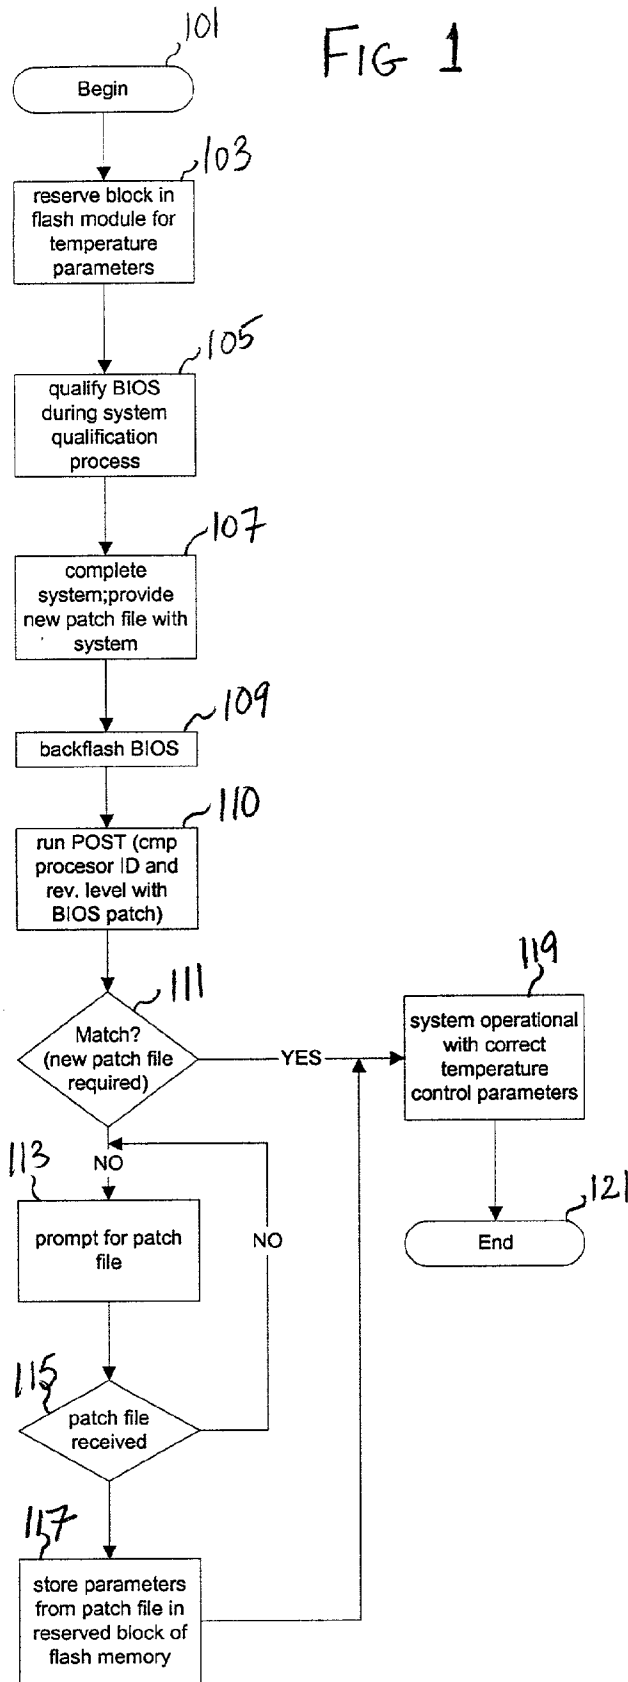 FIG 1
101
Begin
103
reserve block in
flash module for
temperature
parameters
105
qualify BIOS
during system
qualification
process
107
complete
system;provide
new patch file with
system
109
backflash BIOS
110
run POST (cmp
procesor ID and
rev. level with
BIOS patch)
111
Match?
(new patch file
required)
YES
NO
113
prompt for patch
file
NO
115
patch file
received
117
store parameters
from patch file in
reserved block of
flash memory
119
system operational
with correct
temperature
control parameters
121
End